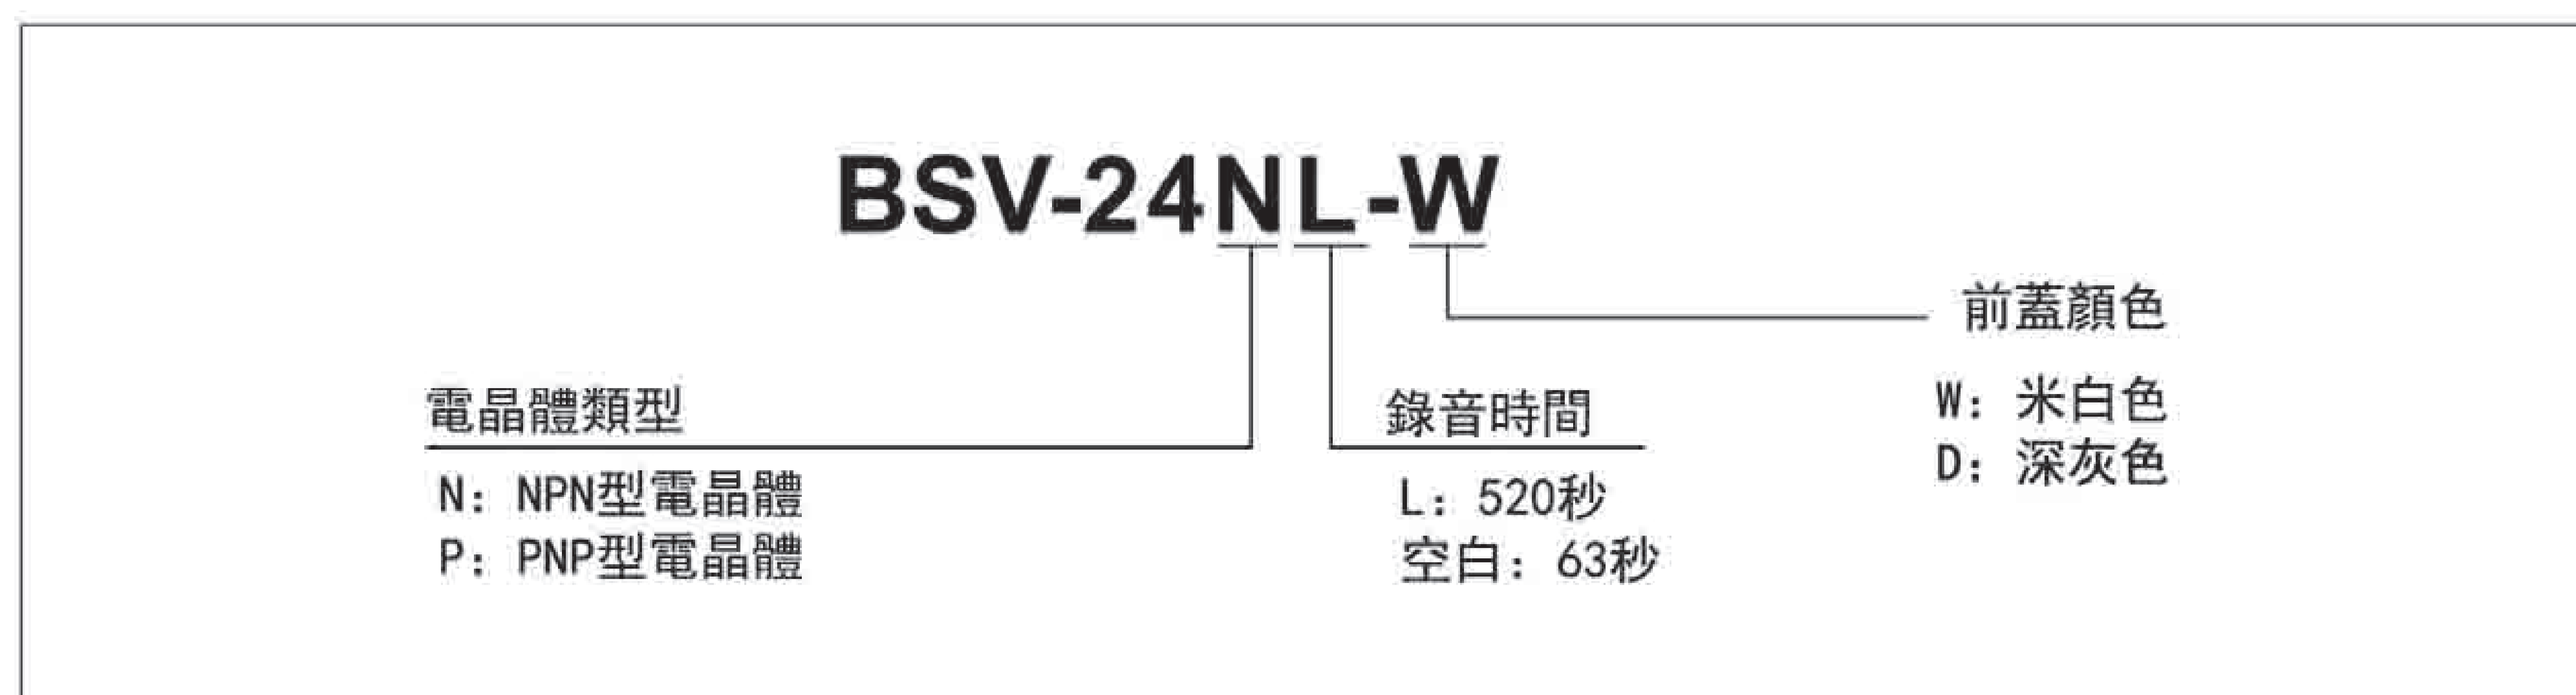 BSV-24NL-W
前蓋顏色
W: 米白色
D: 深灰色
電晶體類型
N: NPN型電晶體
P: PNP型電晶體
錄音時間
L: 520秒
空白: 63秒